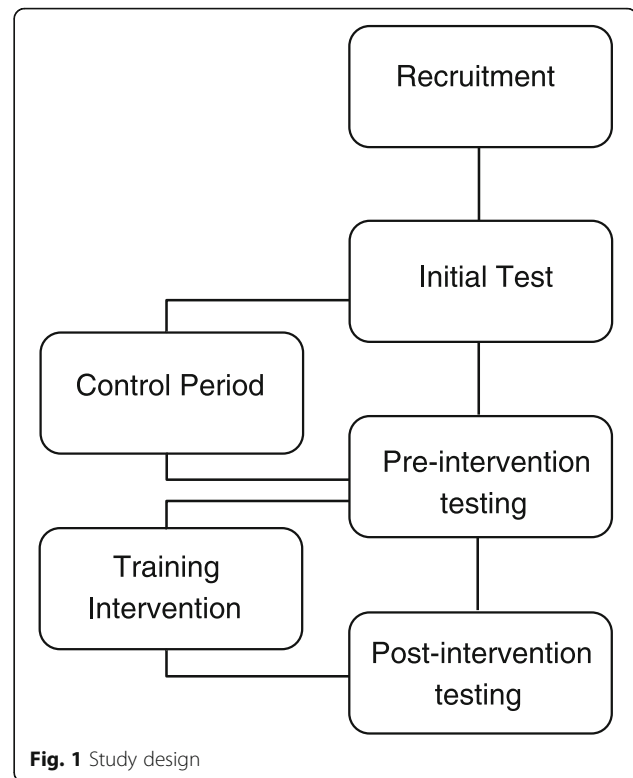 Recruitment
Initial Test
Control Period
Pre-intervention
testing
Training
Intervention
Post-intervention
testing
Fig. 1 Study design